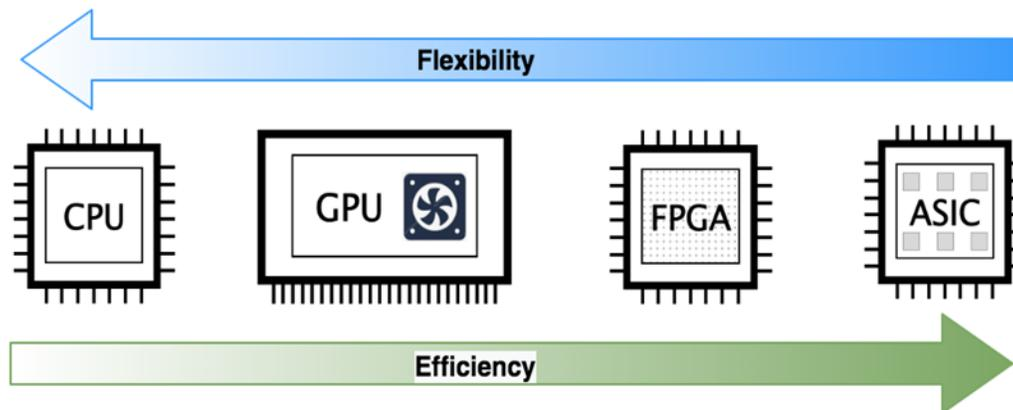 Flexibility
CPU
GPU
FPGA
ASIC
Efficiency